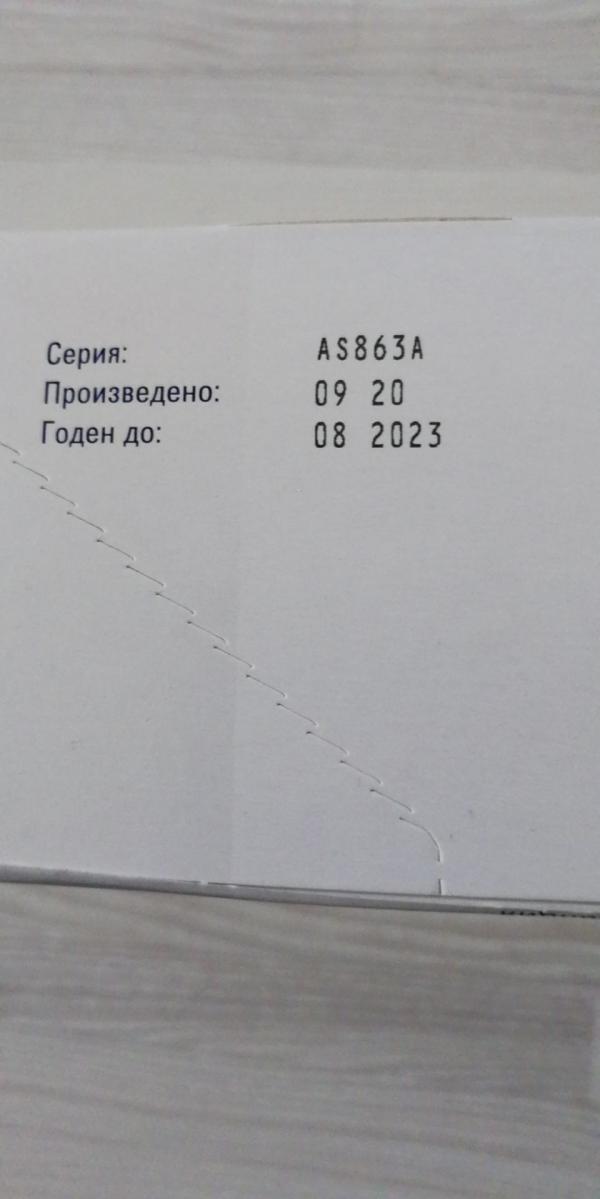 Серия: AS863A
Произведено: 09 20
Годен до: 08 2023